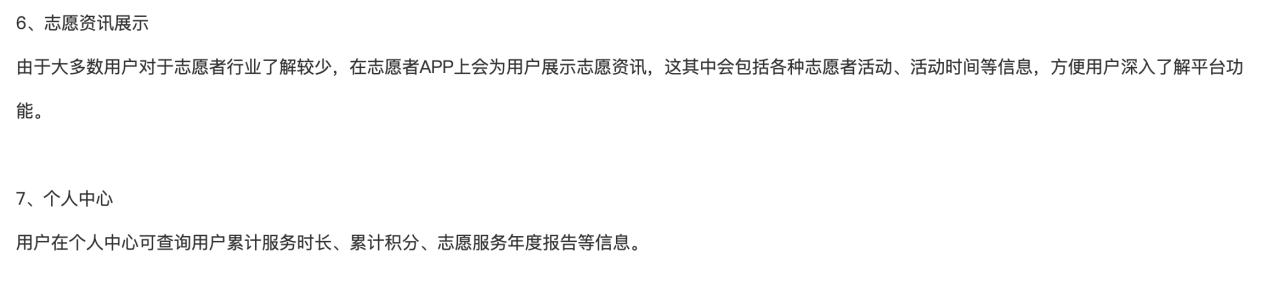 6、志愿资讯展示
由于大多数用户对于志愿者行业了解较少，在志愿者APP上会为用户展示志愿资讯，这其中会包括各种志愿者活动、活动时间等信息，方便用户深入了解平台功
能。
7、个人中心
用户在个人中心可查询用户累计服务时长、累计积分、志愿服务年度报告等信息。